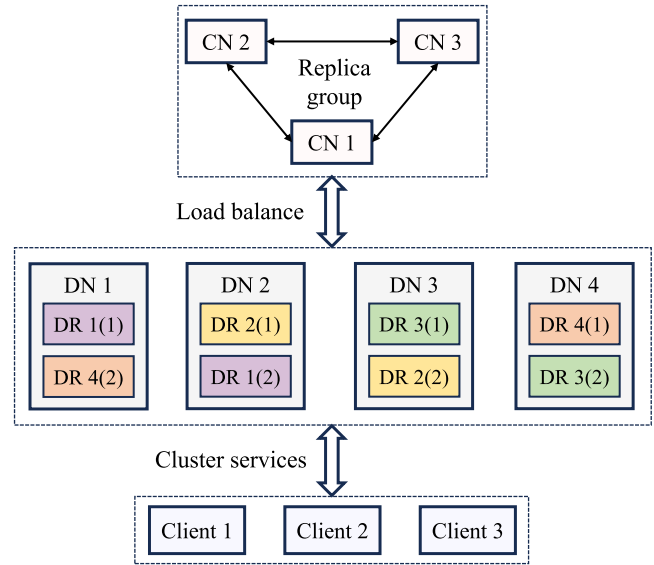 CN 2
CN 3
Replica
group
CN 1
Load balance
DN 1
DN 2
DN 3
DN 4
DR 1(1)
DR 2(1)
DR 3(1)
DR 4(1)
DR 4(2)
DR 1(2)
DR 2(2)
DR 3(2)
Cluster services
Client 1
Client 2
Client 3